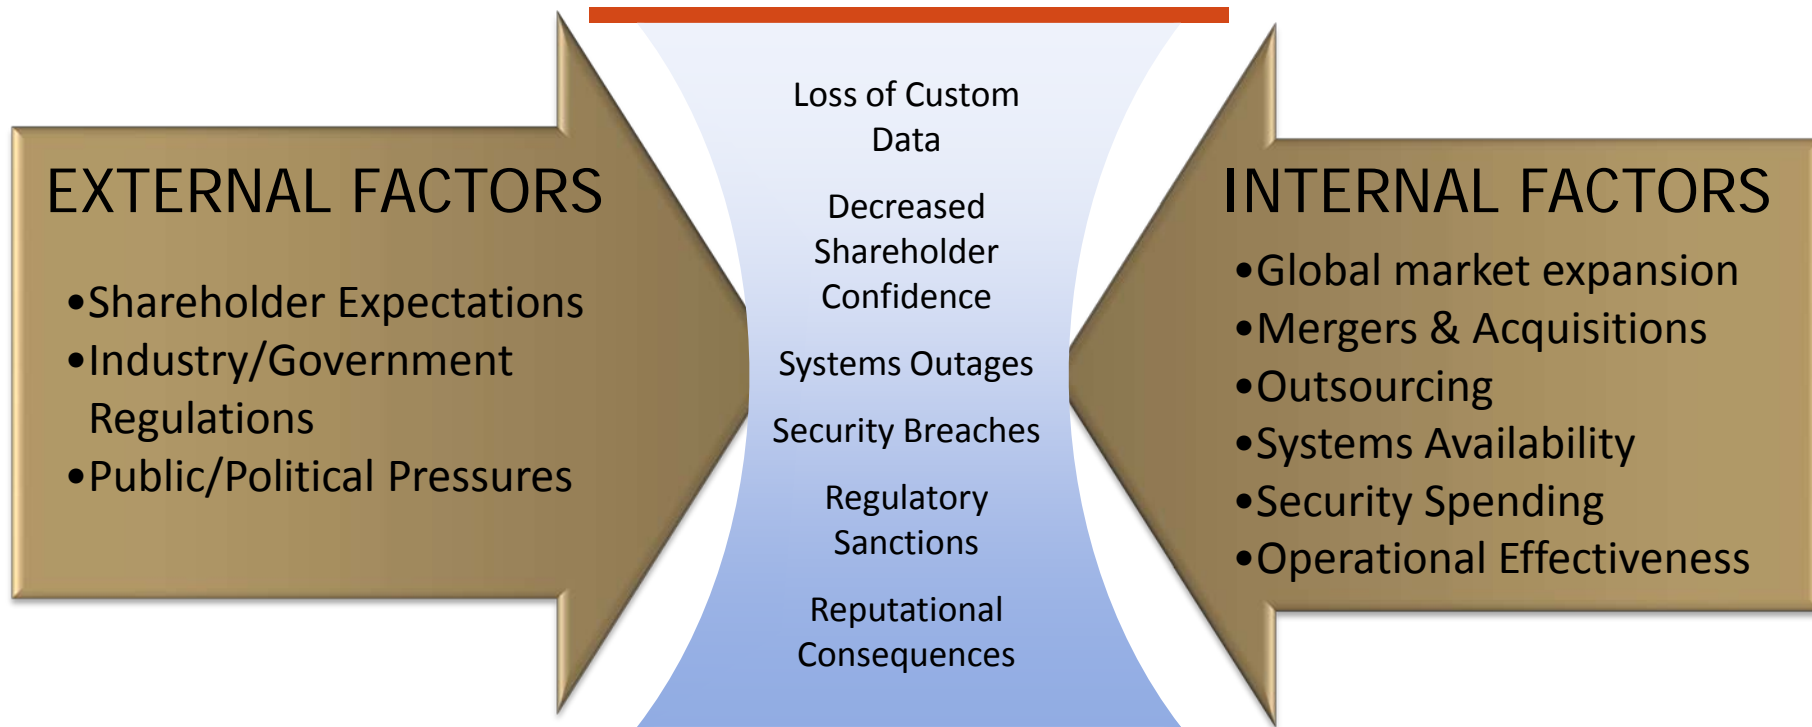 EXTERNAL FACTORS
•Shareholder Expectations
•Industry/Government
Regulations
•Public/Political Pressures
Loss of Custom
Data
Decreased
Shareholder
Confidence
Systems Outages
Security Breaches
Regulatory
Sanctions
Reputational
Consequences
INTERNAL FACTORS
•Global market expansion
•Mergers & Acquisitions
•Outsourcing
•Systems Availability
•Security Spending
•Operational Effectiveness